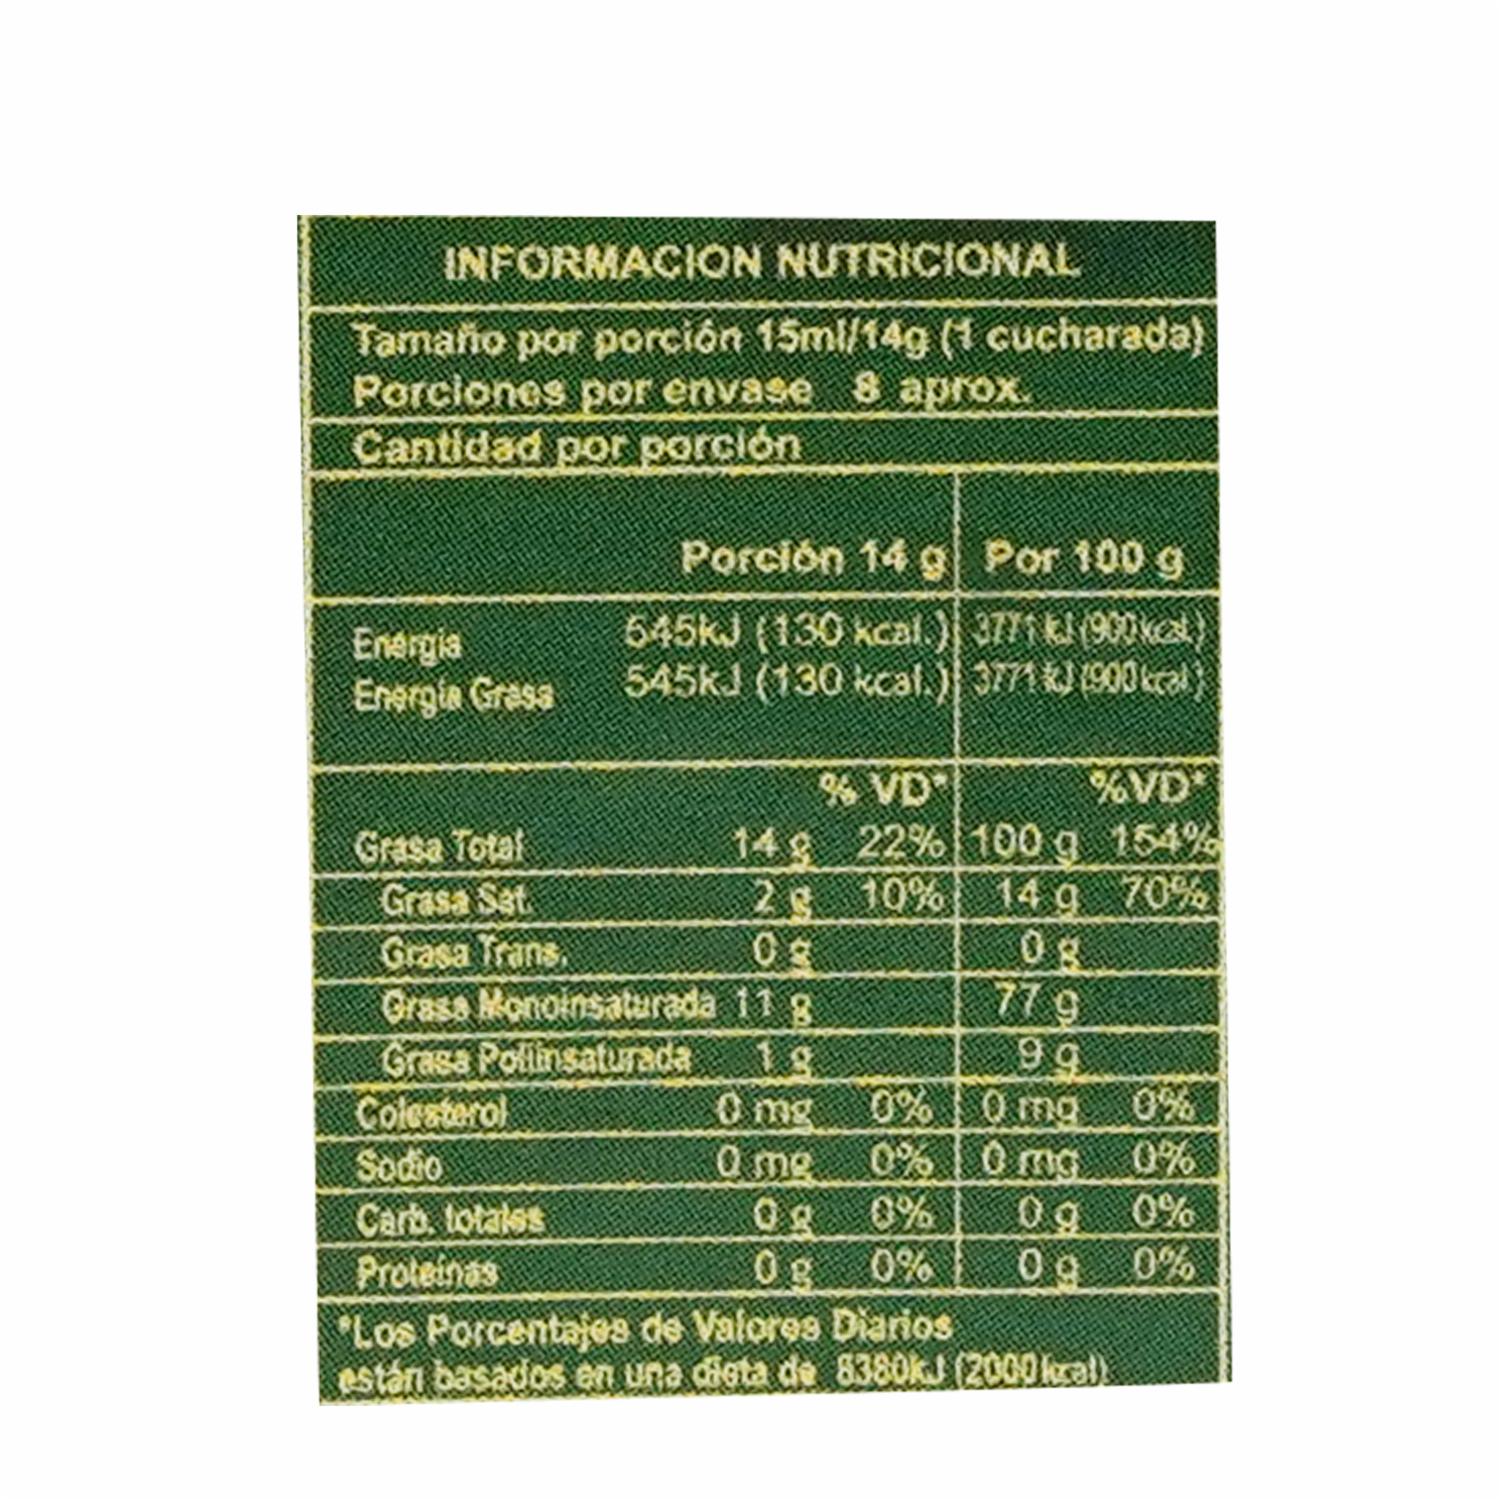 INFORMACION NUTRICIONAL
Tamaño por porción 15ml/14g (1 cucharada)
Porciones por envase 8 aprox.
Cantidad por porción
Porción 14 g Por 100 g
Energía 545kJ (130 kcal.) 3771 kJ (900 kcal.)
Energía Grasa 545kJ (130 kcal.) 3771 kJ (900 kcal.)
% VD* %VD*
Grasa Total 14 g 22% 100 g 154%
Grasa Sat. 2 g 10% 14 g 70%
Grasa Trans. 0 g 0 g
Grasa Monoinsaturada 11 g 77 g
Grasa Poliinsaturada 1 g 9 g
Colesterol 0 mg 0% 0 mg 0%
Sodio 0 mg 0% 0 mg 0%
Carb. totales 0 g 0% 0 g 0%
Proteínas 0 g 0% 0 g 0%
*Los Porcentajes de Valores Diarios
están basados en una dieta de 8380kJ (2000 kcal)